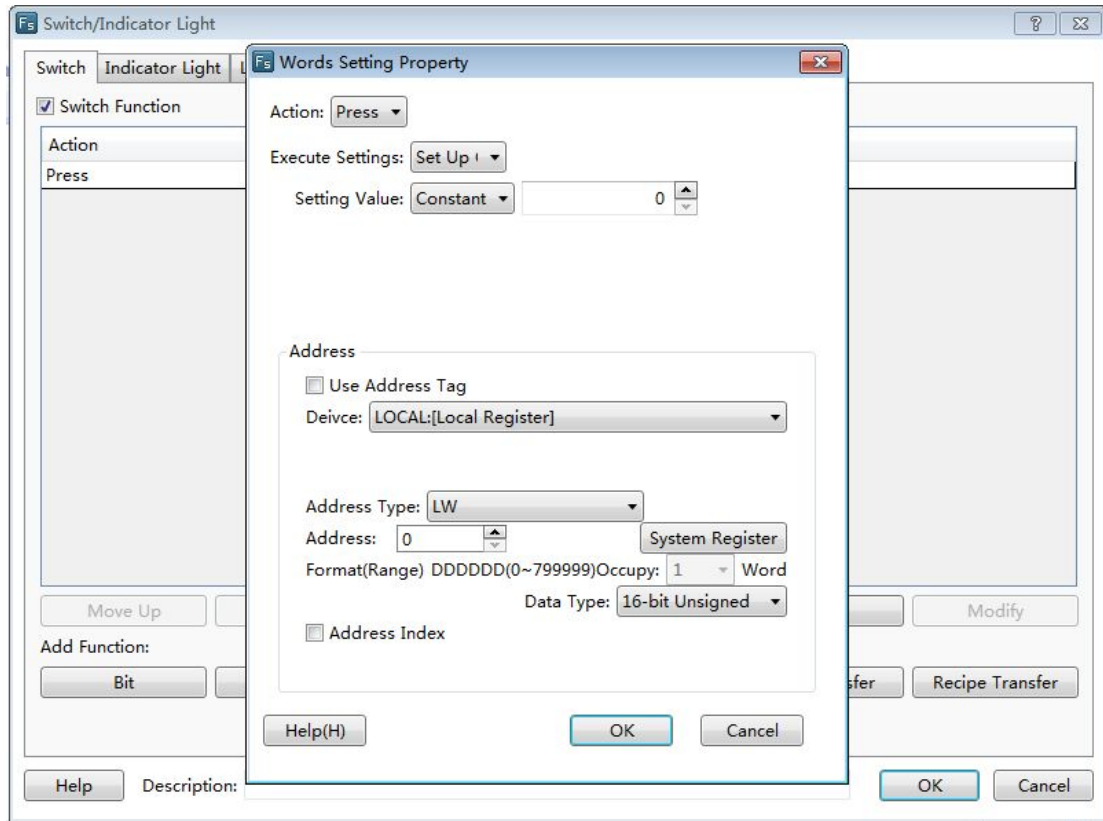 Fs Switch/Indicator Light
Switch Indicator Light
Switch Function
Action
Press
Move Up
Modify
Add Function:
Bit
sfer
Recipe Transfer
Help Description: OK Cancel
Fs Words Setting Property
Action: Press
Execute Settings: Set Up
Setting Value: Constant 0
Address
Use Address Tag
Deivce: LOCAL:[Local Register]
Address Type: LW
Address: 0 System Register
Format(Range) DDDDDD(0~799999)Occupy: 1 Word
Data Type: 16-bit Unsigned
Address Index
Help(H) OK Cancel